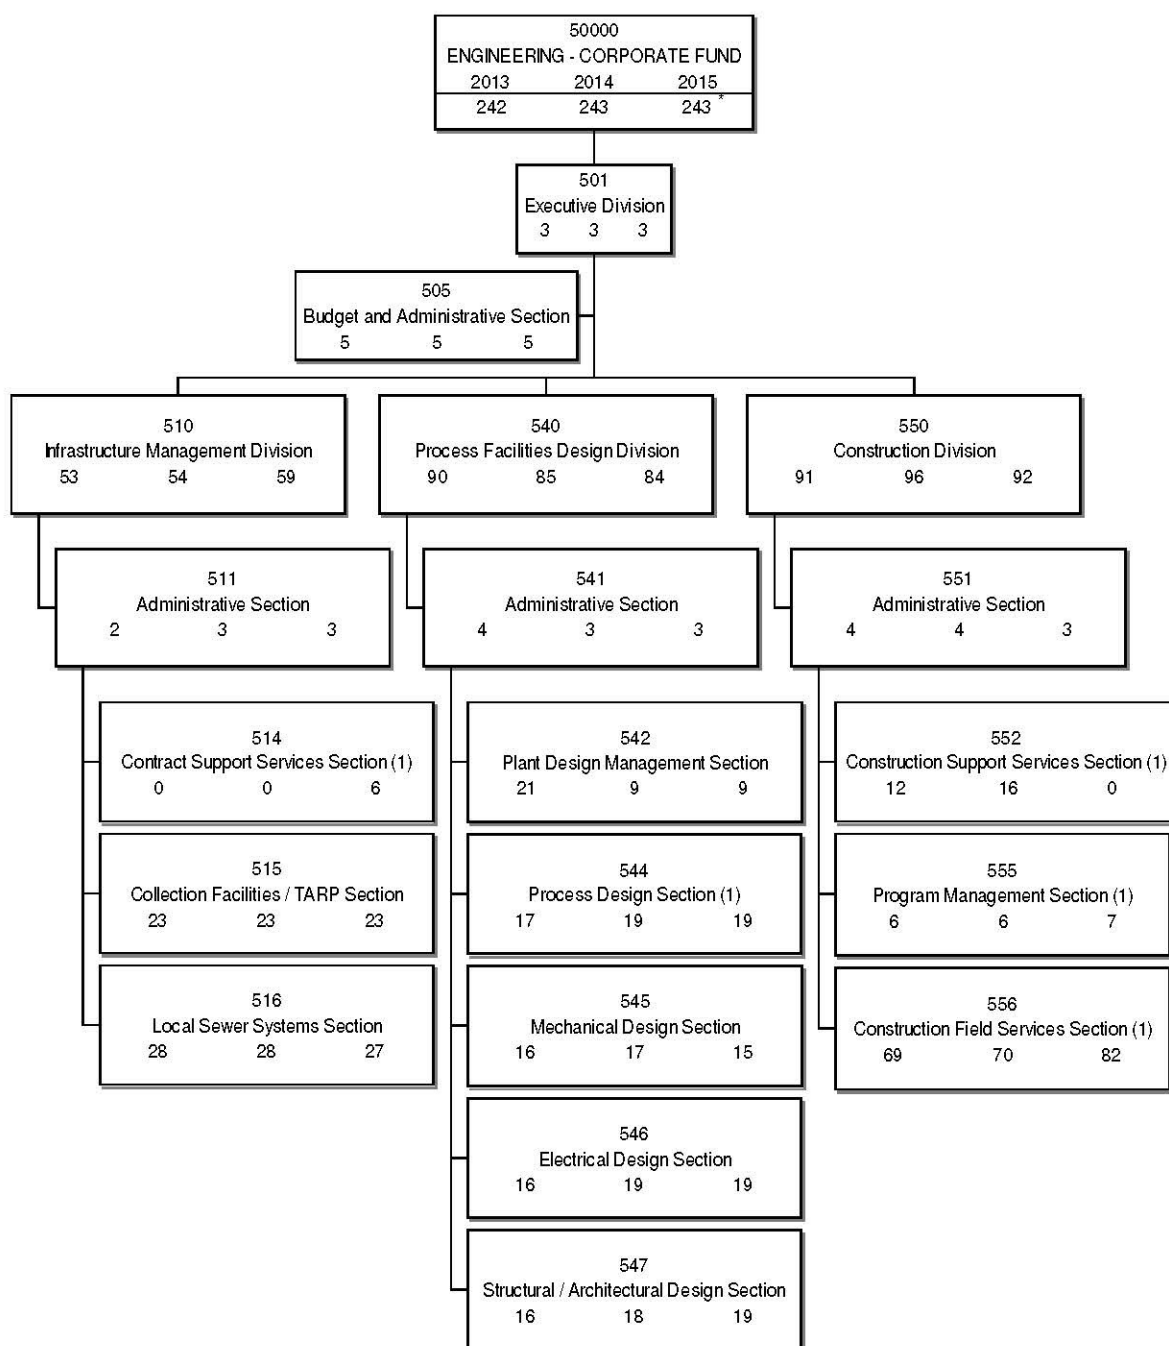 50000
ENGINEERING - CORPORATE FUND
2013 2014 2015
242 243 243 *
501
Executive Division
3 3 3
505
Budget and Administrative Section
5 5 5
510
Infrastructure Management Division
53 54 59
540
Process Facilities Design Division
90 85 84
550
Construction Division
91 96 92
511
Administrative Section
2 3 3
541
Administrative Section
4 3 3
551
Administrative Section
4 4 3
514
Contract Support Services Section (1)
0 0 6
542
Plant Design Management Section
21 9 9
552
Construction Support Services Section (1)
12 16 0
515
Collection Facilities / TARP Section
23 23 23
544
Process Design Section (1)
17 19 19
555
Program Management Section (1)
6 6 7
516
Local Sewer Systems Section
28 28 27
545
Mechanical Design Section
16 17 15
556
Construction Field Services Section (1)
69 70 82
546
Electrical Design Section
16 19 19
547
Structural / Architectural Design Section
16 18 19